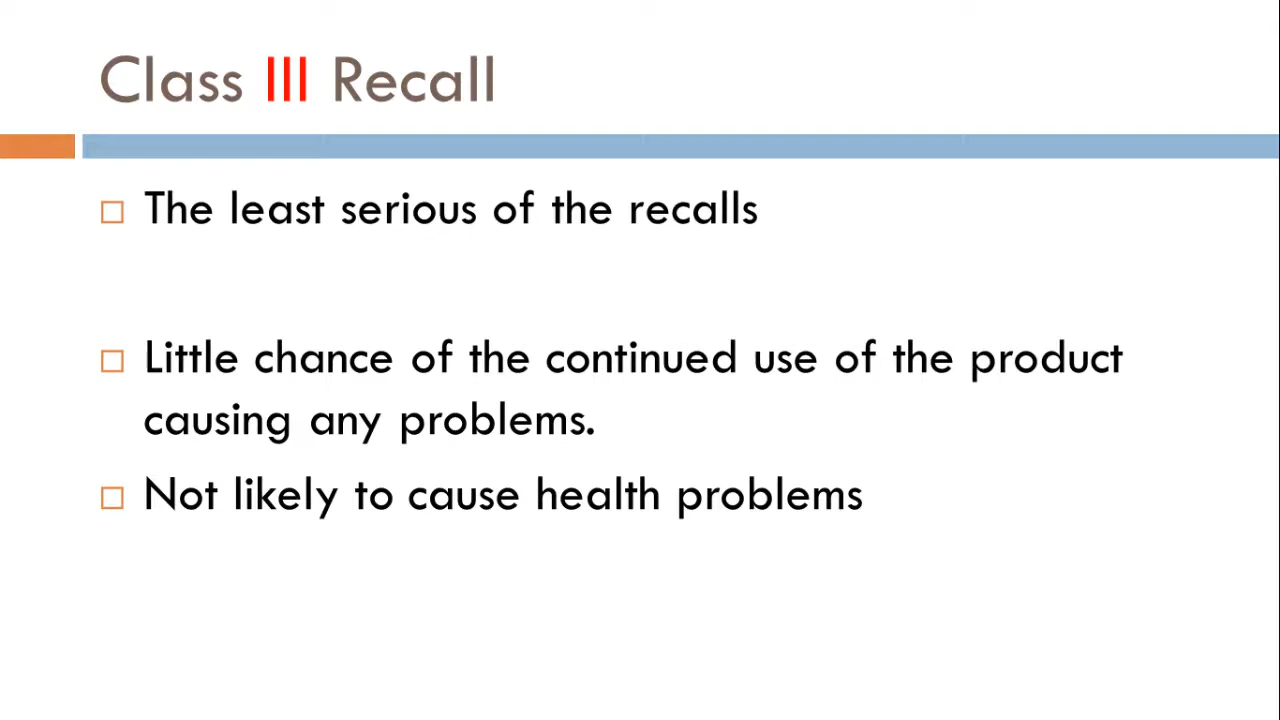 Class III Recall
The least serious of the recalls
Little chance of the continued use of the product
causing any problems.
Not likely to cause health problems